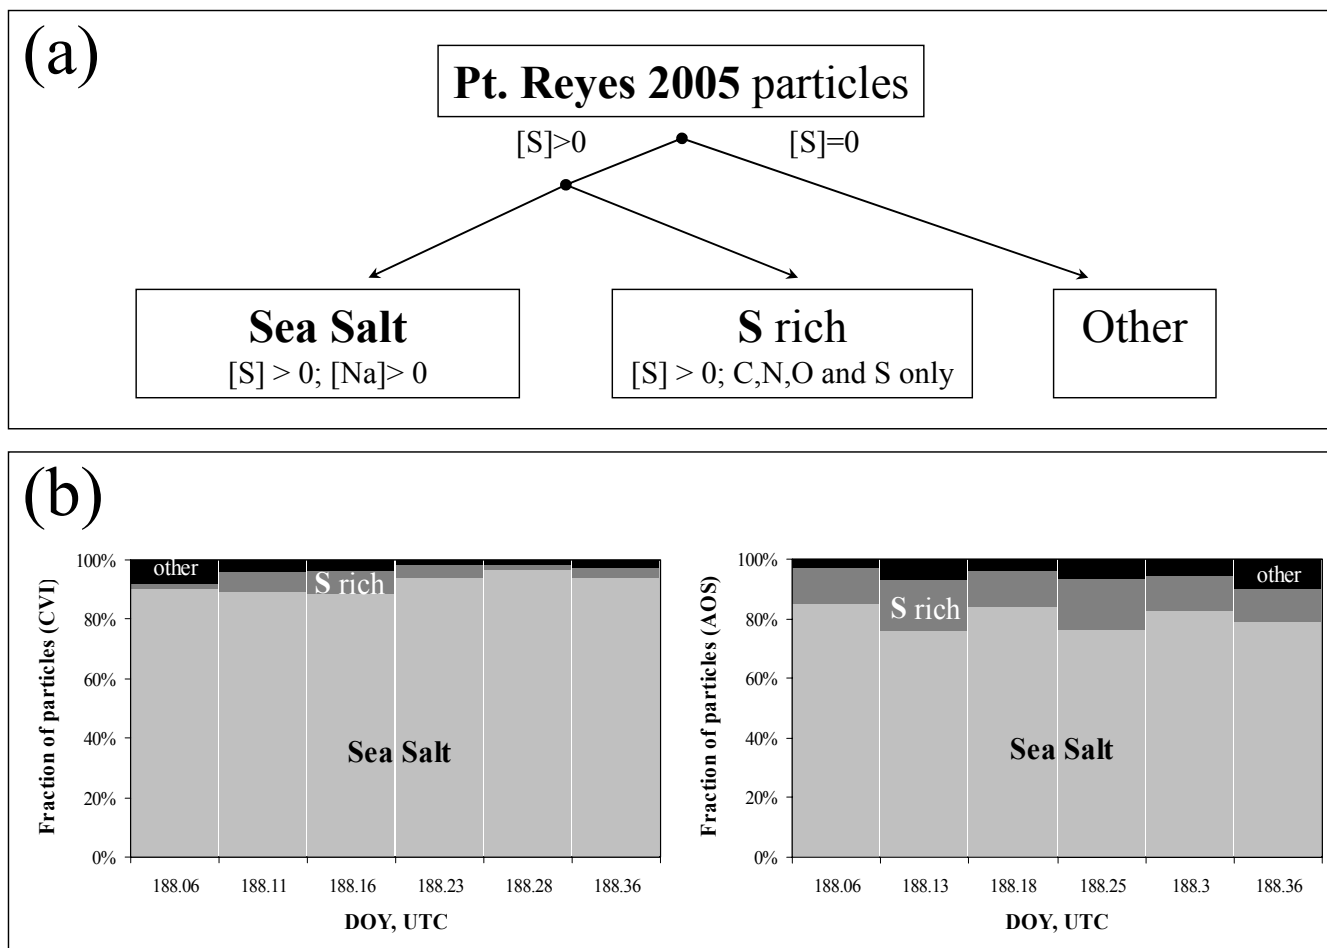 (a)
Pt. Reyes 2005 particles
[S]>0
[S]=0
Sea Salt
[S] > 0; [Na]> 0
S rich
[S] > 0; C,N,O and S only
Other
(b)
Fraction of particles (CVI)
100%
80%
60%
40%
20%
0%
other
S rich
Sea Salt
188.06 188.11 188.16 188.23 188.28 188.36
DOY, UTC
Fraction of particles (AOS)
100%
80%
60%
40%
20%
0%
other
S rich
Sea Salt
188.06 188.13 188.18 188.25 188.3 188.36
DOY, UTC